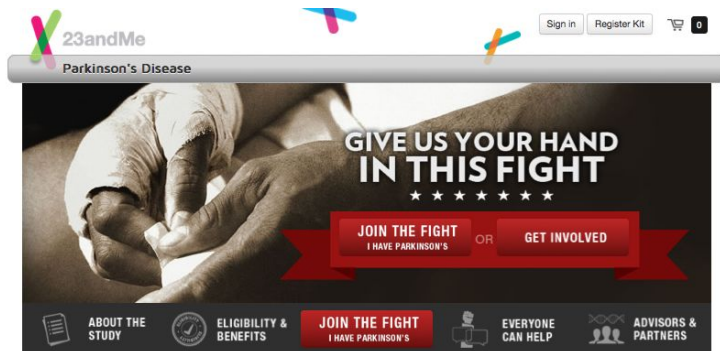 23andMe
Sign in
Register Kit
0
Parkinson's Disease
GIVE US YOUR HAND
IN THIS FIGHT
JOIN THE FIGHT
I HAVE PARKINSON'S
OR
GET INVOLVED
ABOUT THE
STUDY
ELIGIBILITY &
BENEFITS
JOIN THE FIGHT
I HAVE PARKINSON'S
EVERYONE
CAN HELP
ADVISORS &
PARTNERS